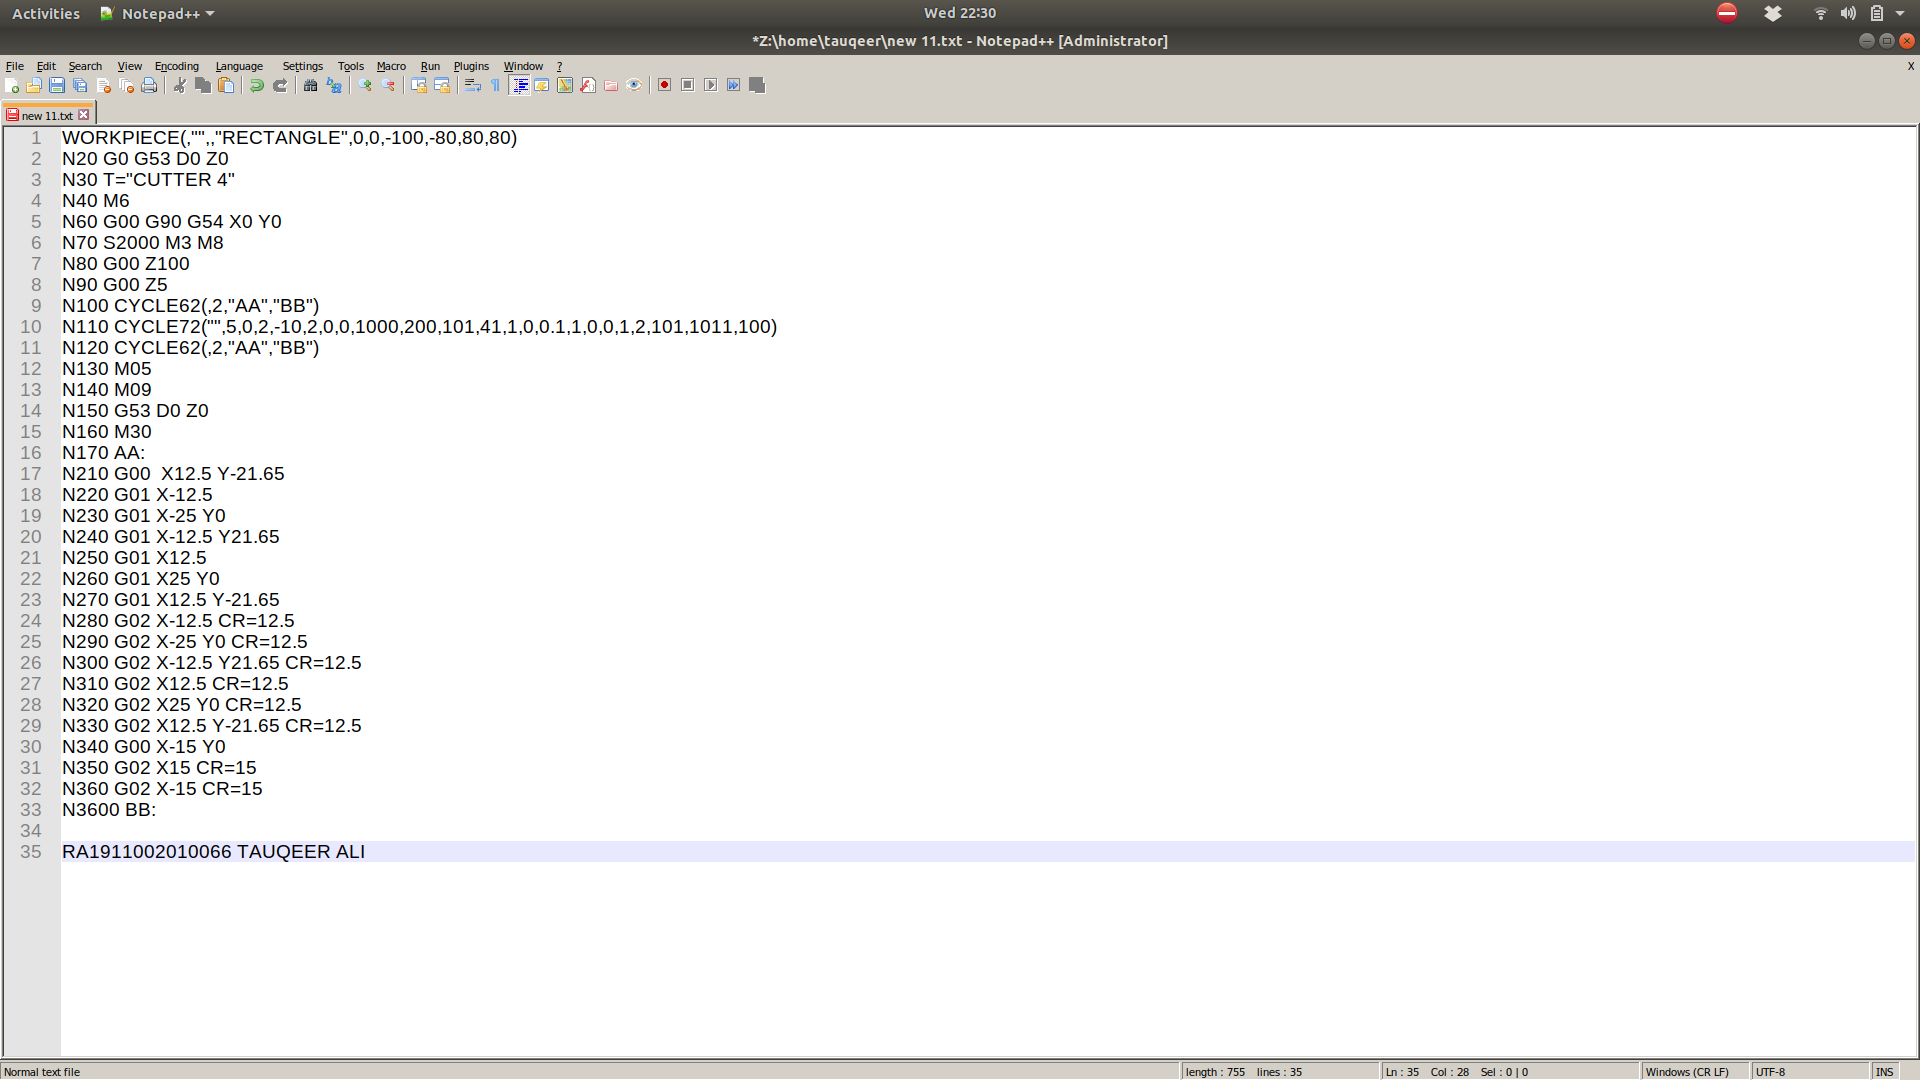 Activities Notepad++ Wed 22:30
*Z:\home\tauqeer\new 11.txt - Notepad++ [Administrator]
File Edit Search View Encoding Language Settings Tools Macro Run Plugins Window ? X
new 11.txt
1 WORKPIECE(,"",,"RECTANGLE",0,0,-100,-80,80,80)
2 N20 G0 G53 D0 Z0
3 N30 T="CUTTER 4"
4 N40 M6
5 N60 G00 G90 G54 X0 Y0
6 N70 S2000 M3 M8
7 N80 G00 Z100
8 N90 G00 Z5
9 N100 CYCLE62(,2,"AA","BB")
10 N110 CYCLE72("",5,0,2,-10,2,0,0,1000,200,101,41,1,0,0.1,1,0,0,1,2,101,1011,100)
11 N120 CYCLE62(,2,"AA","BB")
12 N130 M05
13 N140 M09
14 N150 G53 D0 Z0
15 N160 M30
16 N170 AA:
17 N210 G00  X12.5 Y-21.65
18 N220 G01 X-12.5
19 N230 G01 X-25 Y0
20 N240 G01 X-12.5 Y21.65
21 N250 G01 X12.5
22 N260 G01 X25 Y0
23 N270 G01 X12.5 Y-21.65
24 N280 G02 X-12.5 CR=12.5
25 N290 G02 X-25 Y0 CR=12.5
26 N300 G02 X-12.5 Y21.65 CR=12.5
27 N310 G02 X12.5 CR=12.5
28 N320 G02 X25 Y0 CR=12.5
29 N330 G02 X12.5 Y-21.65 CR=12.5
30 N340 G00 X-15 Y0
31 N350 G02 X15 CR=15
32 N360 G02 X-15 CR=15
33 N3600 BB:
34
35 RA1911002010066 TAUQEER ALI
Normal text file length : 755 lines : 35 Ln : 35 Col : 28 Sel : 0 | 0 Windows (CR LF) UTF-8 INS